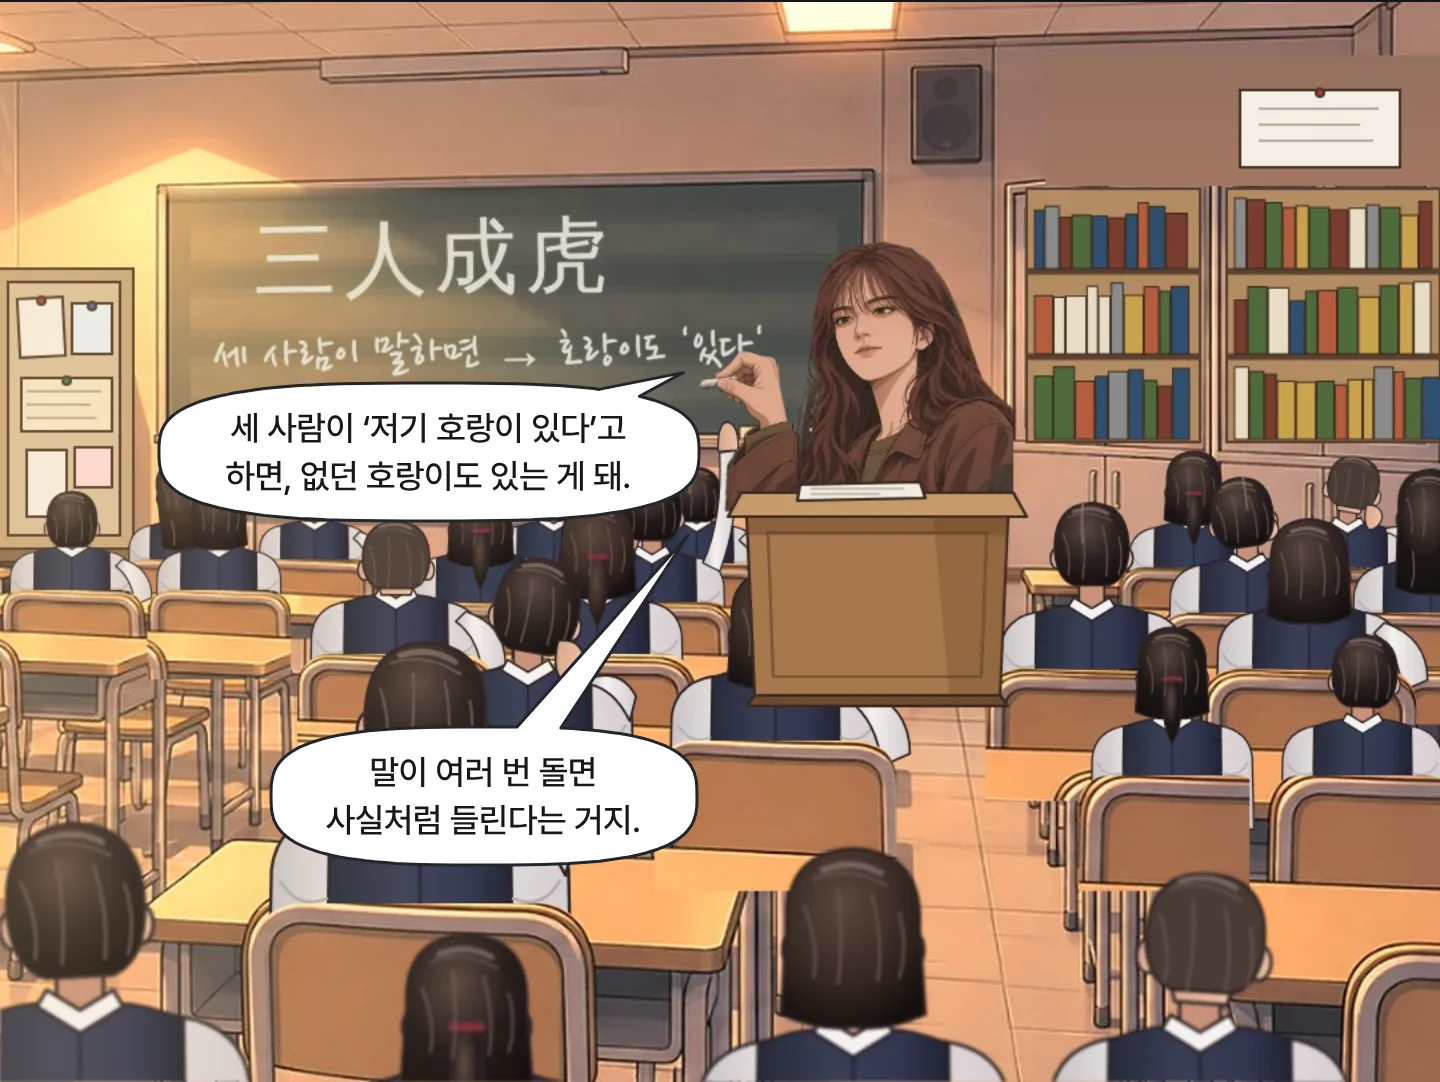 三人成虎
세 사람이 말하면 → 호랑이도 '있다'
세 사람이 ‘저기 호랑이 있다’고
하면, 없던 호랑이도 있는 게 돼.
말이 여러 번 돌면
사실처럼 들린다는 거지.